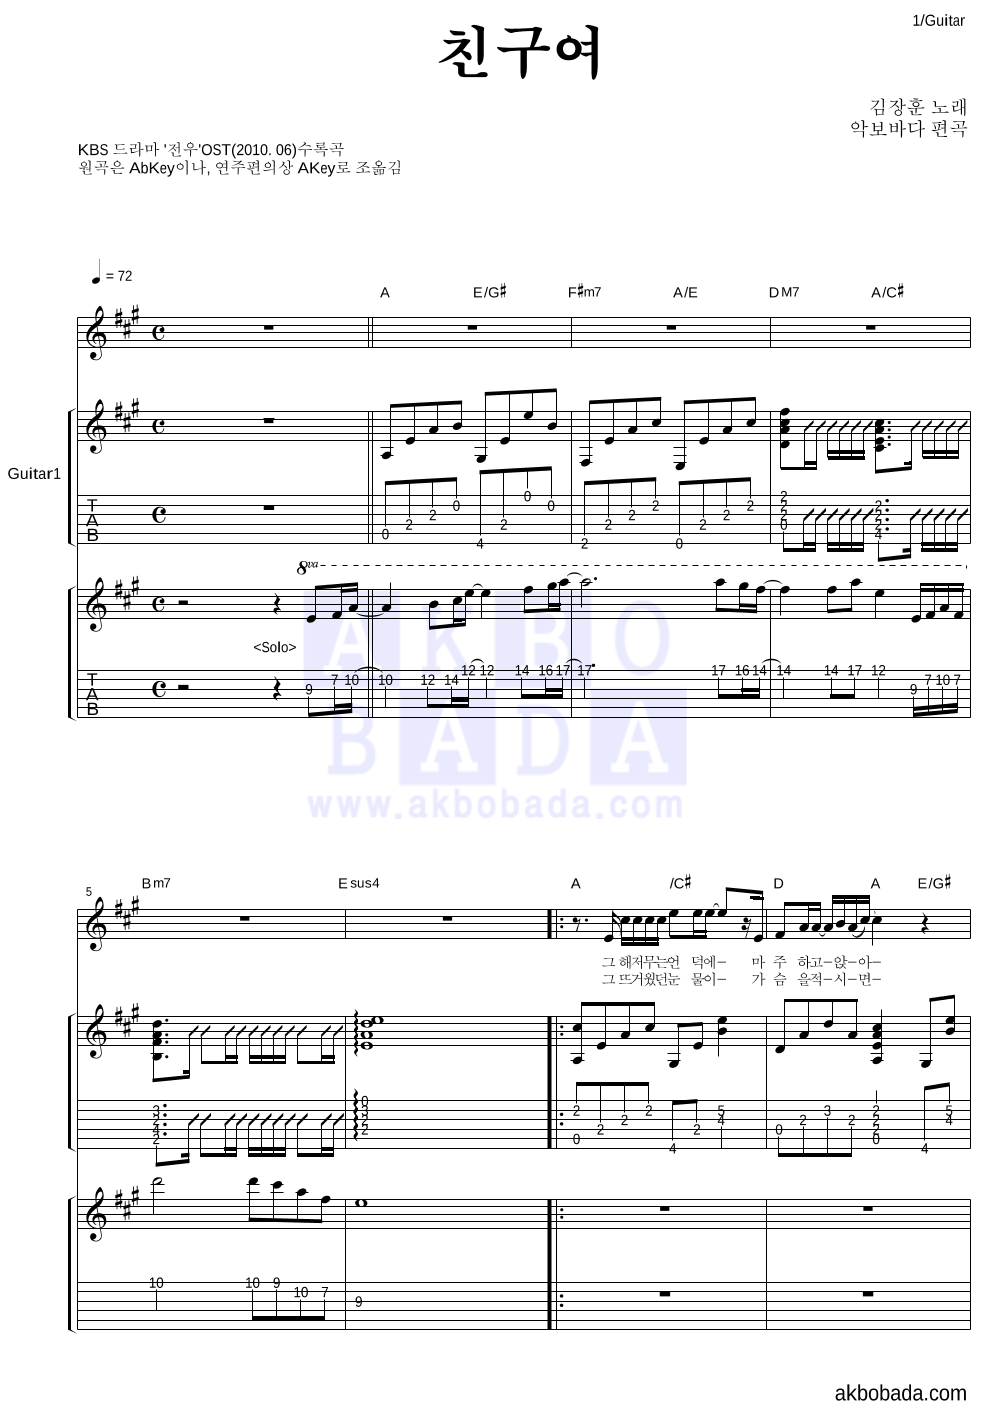 1/Guitar
친구여
김장훈 노래
악보바다 편곡
KBS 드라마 '전우'OST(2010. 06)수록곡
원곡은 AbKey이나, 연주편의상 AKey로 조옮김
= 72
A E/G# F#m7 A/E DM7 A/C#
Guitar1
T
A
B
0 2 2 0 4 2 0 0 2 2 2 2 0 2 2 2
2
2
2
0
2
2
2
4
8va
<Solo>
T
A
B
9 7 10 10 12 14 12 12 14 16 17 17 17 16 14 14 14 17 12 9 7 10 7
AKBO
BADA
www.akbobada.com
5 Bm7 Esus4 A /C# D A E/G#
그 해저무는언 덕에– 마 주 하고–앉–아–
그 뜨거웠던눈 물이– 가 슴 을적–시–면–
3
2
4
2
0
3
2
2
2 0 2 2 2 4 2 5 4 0 2 3 2
2
2
2
0
4 5 4
10 10 9 10 7 9
akbobada.com